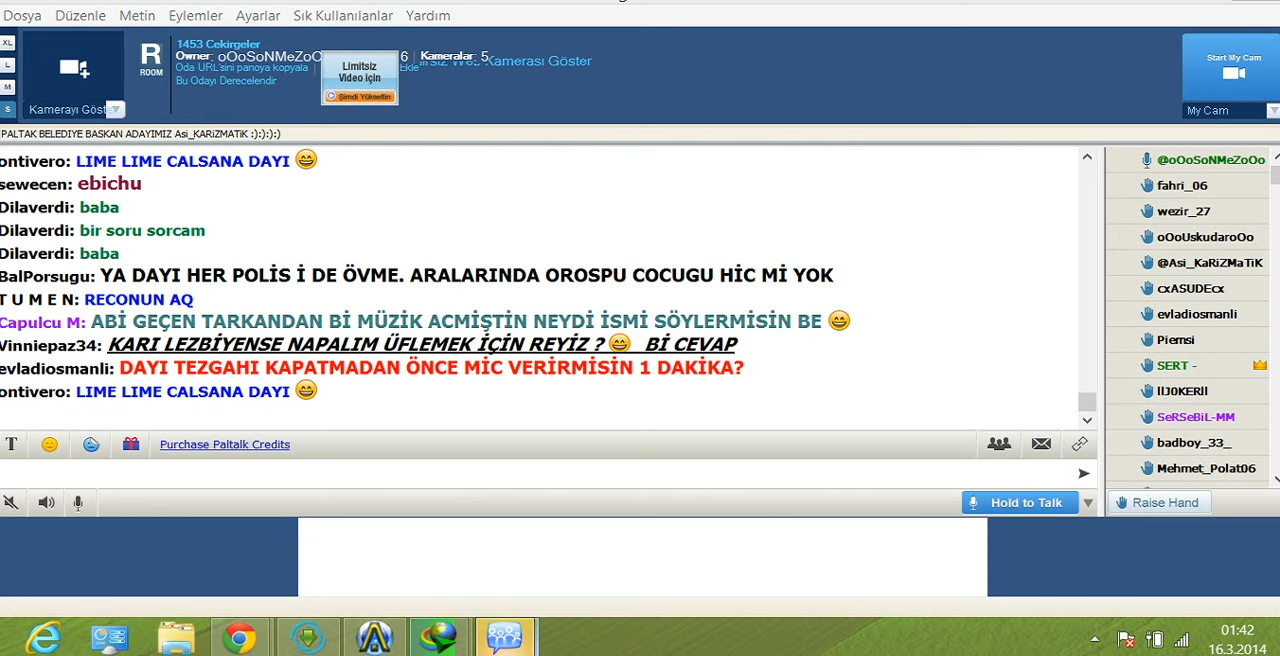 Dosya Düzenle Metin Eylemler Ayarlar Sık Kullanılanlar Yardım
XL
L
M
S
Kamerayı Göst
R
ROOM
1453 Cekirgeler
Owner: oOoSoNMeZoO 6 | Kameralar: 5
Oda URL'sini panoya kopyala | Ekle
Bu Odayı Derecelendir
Limitsiz
Video için
Şimdi Yükseltin
Web Kamerası Göster
Start My Cam
My Cam
PALTAK BELEDIYE BASKAN ADAYIMIZ Asi_KARiZMATiK :):):):)
ontivero: LIME LIME CALSANA DAYI 😄
sewecen: ebichu
Dilaverdi: baba
Dilaverdi: bir soru sorcam
Dilaverdi: baba
BalPorsugu: YA DAYI HER POLİS İ DE ÖVME. ARALARINDA OROSPU COCUGU HİC Mİ YOK
T U M E N: RECONUN AQ
Capulcu M: ABİ GEÇEN TARKANDAN Bİ MÜZİK ACMİŞTİN NEYDİ İSMİ SÖYLERMİSİN BE 😄
Vinniepaz34: KARI LEZBİYENSE NAPALIM ÜFLEMEK İÇİN REYİZ ? 😄 Bİ CEVAP
evladiosmanli: DAYI TEZGAHI KAPATMADAN ÖNCE MİC VERİRMİSİN 1 DAKİKA?
ontivero: LIME LIME CALSANA DAYI 😄
@oOoSoNMeZoOo
fahri_06
wezir_27
oOoUskudaroOo
@Asi_KaRiZMaTiK
cxASUDEcx
evladiosmanli
Piemsi
SERT -
llJ0KERll
SeRSeBiL-MM
badboy_33_
Mehmet_Polat06
T Purchase Paltalk Credits
Hold to Talk
Raise Hand
01:42
16.3.2014